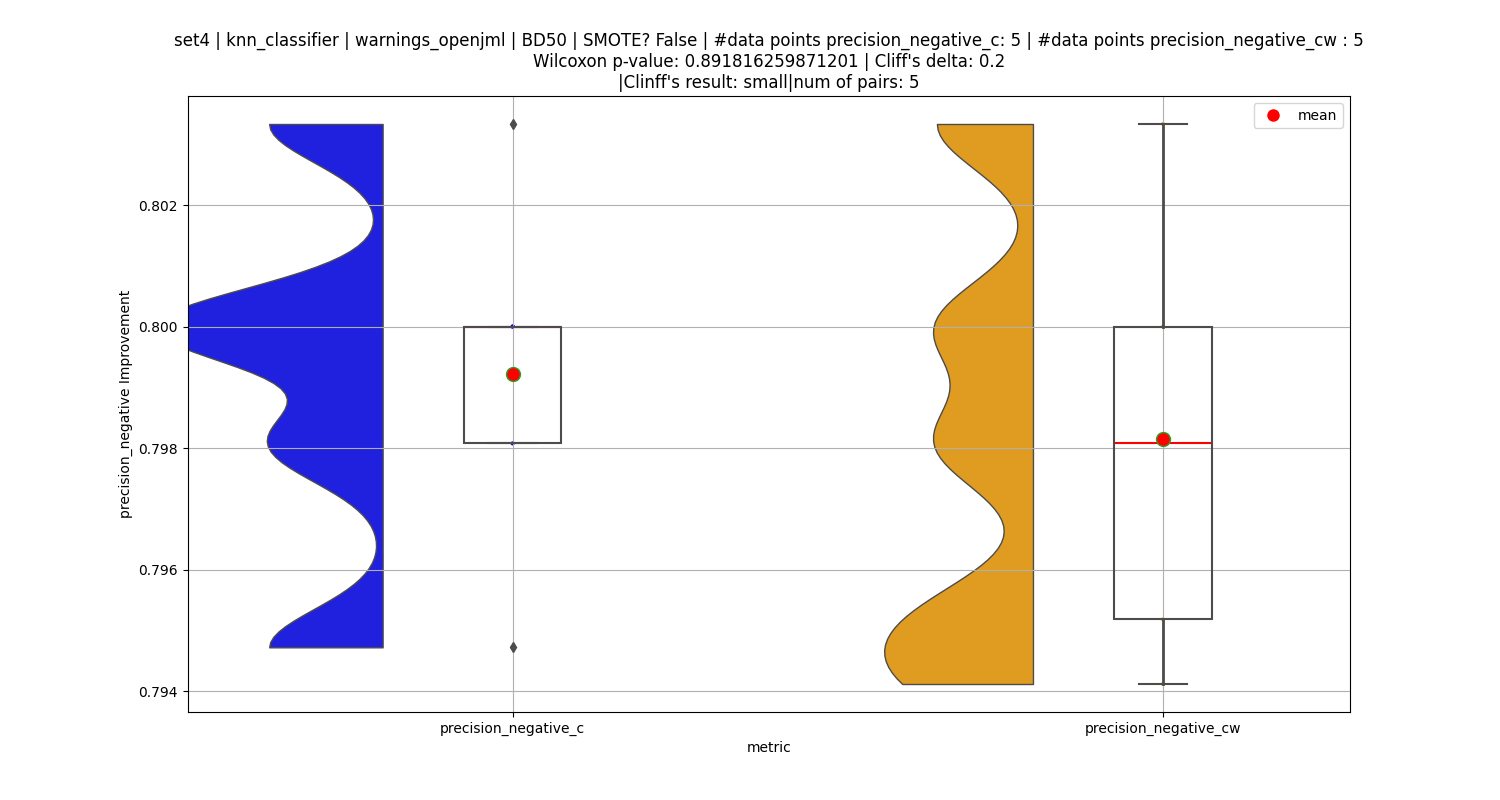 set4 | knn_classifier | warnings_openjml | BD50 | SMOTE? False | #data points precision_negative_c: 5 | #data points precision_negative_cw : 5
Wilcoxon p-value: 0.891816259871201 | Cliff's delta: 0.2
|Clinff's result: small|num of pairs: 5
mean
0.802
0.800
0.798
0.796
0.794
precision_negative Improvement
precision_negative_c
precision_negative_cw
metric